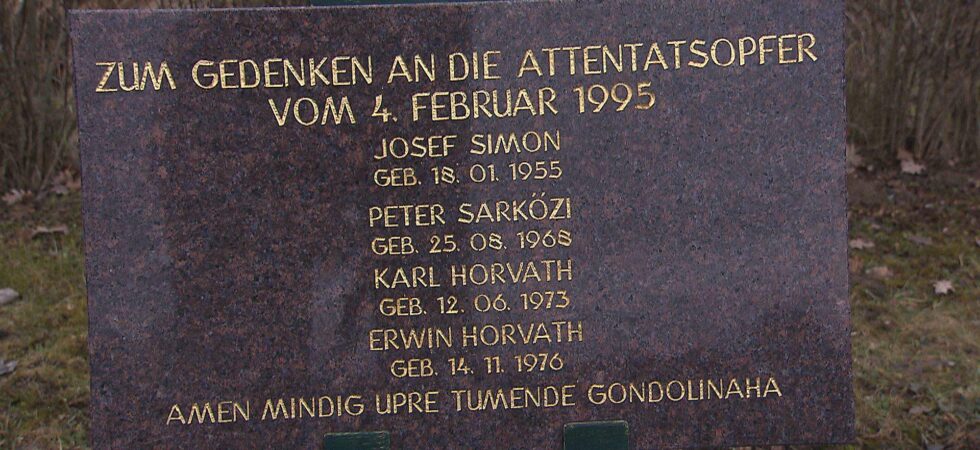 ZUM GEDENKEN AN DIE ATTENTATSOPFER
VOM 4. FEBRUAR 1995
JOSEF SIMON
GEB. 18. 01. 1955
PETER SARKÖZI
GEB. 25. 08. 1968
KARL HORVATH
GEB. 12. 06. 1973
ERWIN HORVATH
GEB. 14. 11. 1976
AMEN MINDIG UPRE TUMENDE GONDOLINAHA